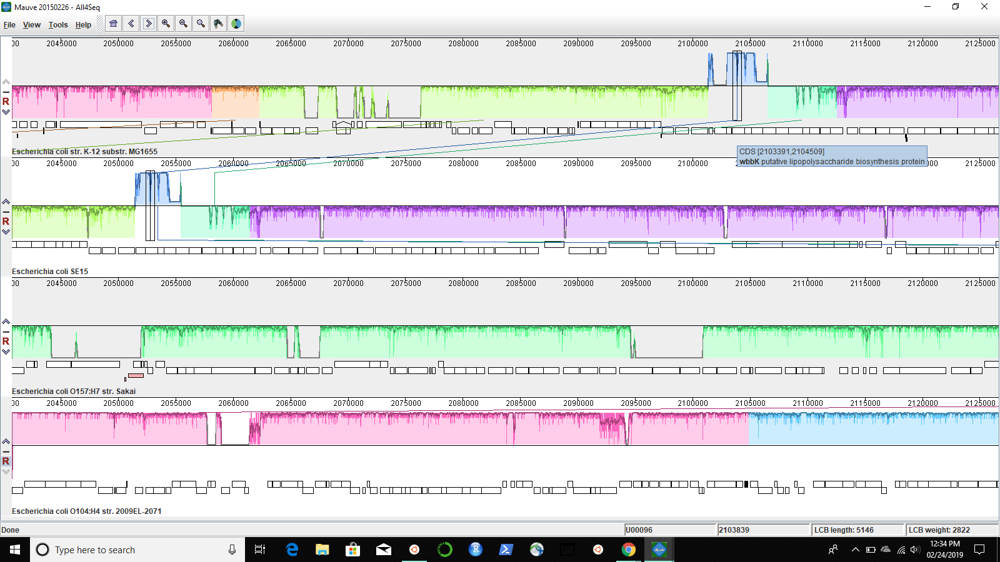 Mauve 20150226 - All4Seq
File View Tools Help
00 2045000 2050000 2055000 2060000 2065000 2070000 2075000 2080000 2085000 2090000 2095000 2100000 2105000 2110000 2115000 2120000 2125000
R
Escherichia coli str. K-12 substr. MG1655
CDS [2103391,2104509]
wbbK putative lipopolysaccharide biosynthesis protein
00 2045000 2050000 2055000 2060000 2065000 2070000 2075000 2080000 2085000 2090000 2095000 2100000 2105000 2110000 2115000 2120000 2125000
R
Escherichia coli SE15
00 2045000 2050000 2055000 2060000 2065000 2070000 2075000 2080000 2085000 2090000 2095000 2100000 2105000 2110000 2115000 2120000 2125000
R
Escherichia coli O157:H7 str. Sakai
00 2045000 2050000 2055000 2060000 2065000 2070000 2075000 2080000 2085000 2090000 2095000 2100000 2105000 2110000 2115000 2120000 2125000
R
Escherichia coli O104:H4 str. 2009EL-2071
Done U00096 2103839 LCB length: 5146 LCB weight: 2822
Type here to search
12:34 PM
02/24/2019